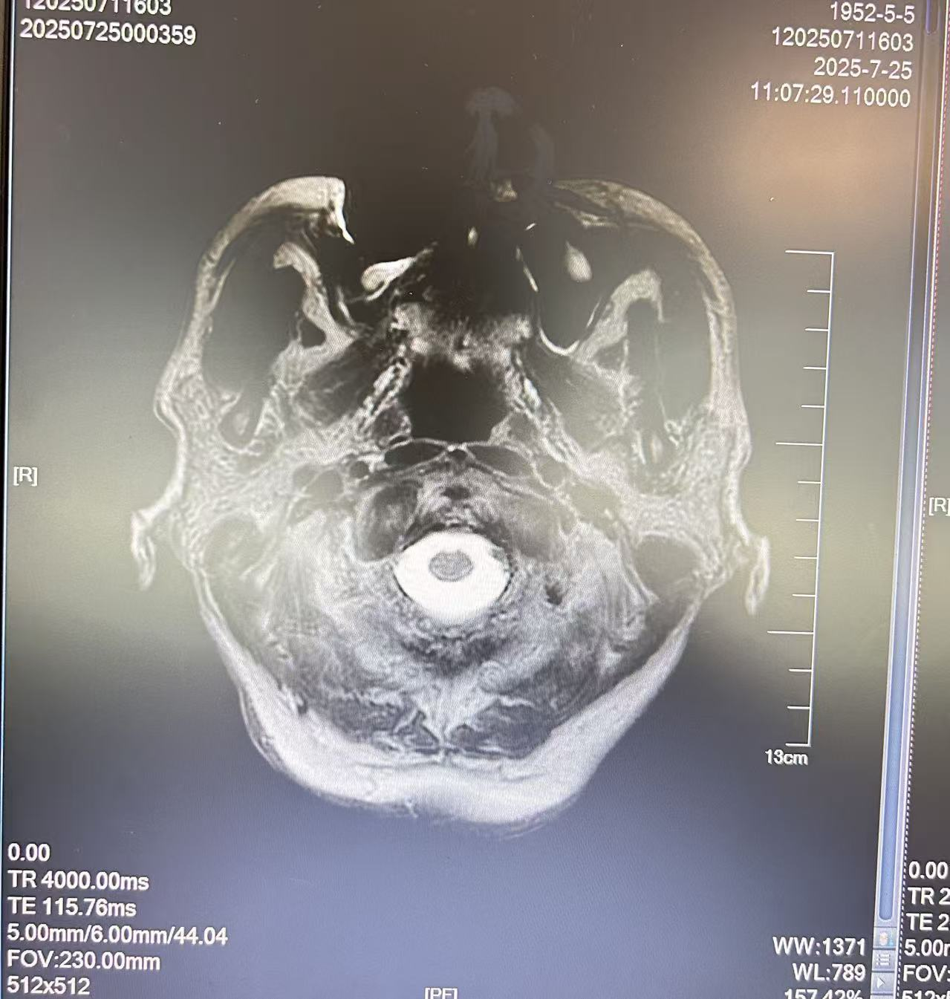 120250711603
20250725000359
1952-5-5
120250711603
2025-7-25
11:07:29.110000
[R]
[R]
13cm
0.00
TR 4000.00ms
TE 115.76ms
5.00mm/6.00mm/44.04
FOV:230.00mm
512x512
WW:1371
WL:789
157.42%
[PF]
0.00
TR 2
TE 2
5.00
FOV:
512x